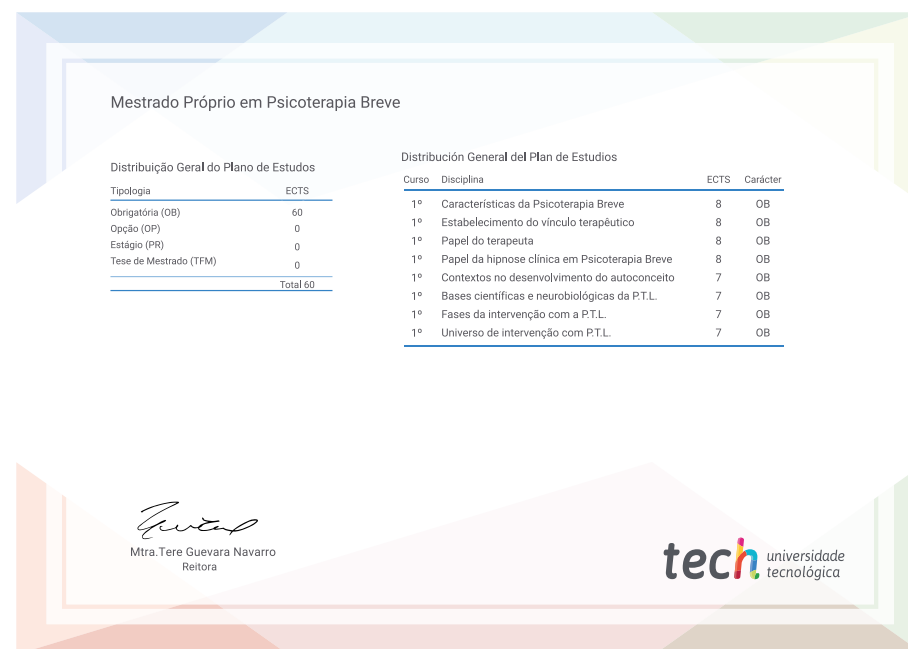 Mestrado Próprio em Psicoterapia Breve
Distribuição Geral do Plano de Estudos
Tipologia ECTS
Obrigatória (OB) 60
Opção (OP) 0
Estágio (PR) 0
Tese de Mestrado (TFM) 0
Total 60
Distribución General del Plan de Estudios
Curso Disciplina ECTS Carácter
1º Características da Psicoterapia Breve 8 OB
1º Estabelecimento do vínculo terapêutico 8 OB
1º Papel do terapeuta 8 OB
1º Papel da hipnose clínica em Psicoterapia Breve 8 OB
1º Contextos no desenvolvimento do autoconceito 7 OB
1º Bases científicas e neurobiológicas da P.T.L. 7 OB
1º Fases da intervenção com a P.T.L. 7 OB
1º Universo de intervenção com P.T.L. 7 OB
Mtra.Tere Guevara Navarro
Reitora
tech universidade
tecnológica